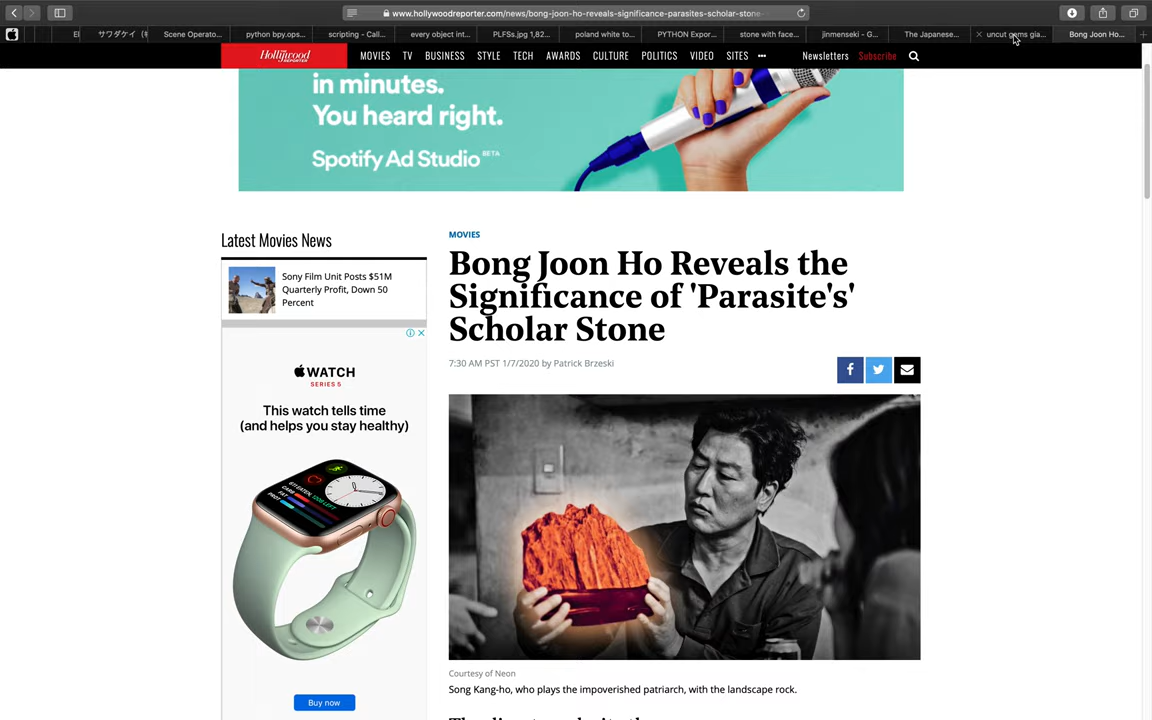 www.hollywoodreporter.com/news/bong-joon-ho-reveals-significance-parasites-scholar-stone-
サワダケイ
Scene Operato...
python bpy.ops...
scripting - Call...
every object int...
PLFSs.jpg 1,82...
poland white to...
PYTHON Expor...
stone with face...
jinmenseki - G...
The Japanese...
uncut gems gia...
Bong Joon Ho...
Hollywood
REPORTER
MOVIES TV BUSINESS STYLE TECH AWARDS CULTURE POLITICS VIDEO SITES •••
Newsletters Subscribe
in minutes.
You heard right.
Spotify Ad Studio BETA
Latest Movies News
Sony Film Unit Posts $51M
Quarterly Profit, Down 50
Percent
WATCH
SERIES 5
This watch tells time
(and helps you stay healthy)
Buy now
MOVIES
Bong Joon Ho Reveals the
Significance of 'Parasite's'
Scholar Stone
7:30 AM PST 1/7/2020 by Patrick Brzeski
Courtesy of Neon
Song Kang-ho, who plays the impoverished patriarch, with the landscape rock.